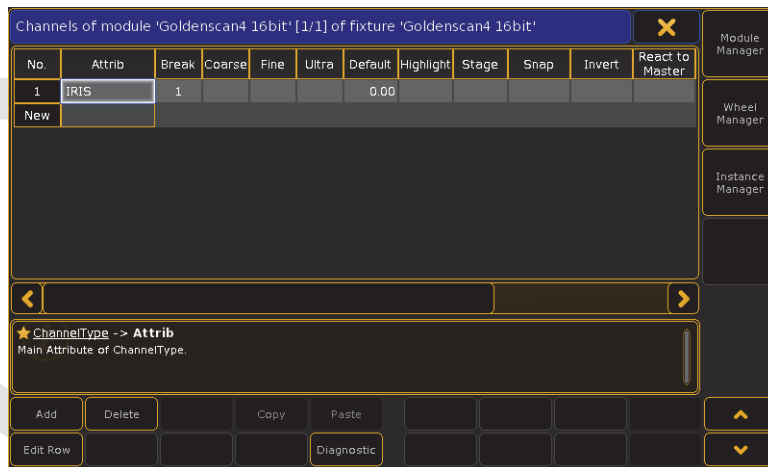 Channels of module 'Goldenscan4 16bit' [1/1] of fixture 'Goldenscan4 16bit'
Module
Manager
No. Attrib Break Coarse Fine Ultra Default Highlight Stage Snap Invert React to
Master
1 IRIS 1 0.00
New
Wheel
Manager
Instance
Manager
ChannelType -> Attrib
Main Attribute of ChannelType.
Add Delete Copy Paste
Edit Row Diagnostic